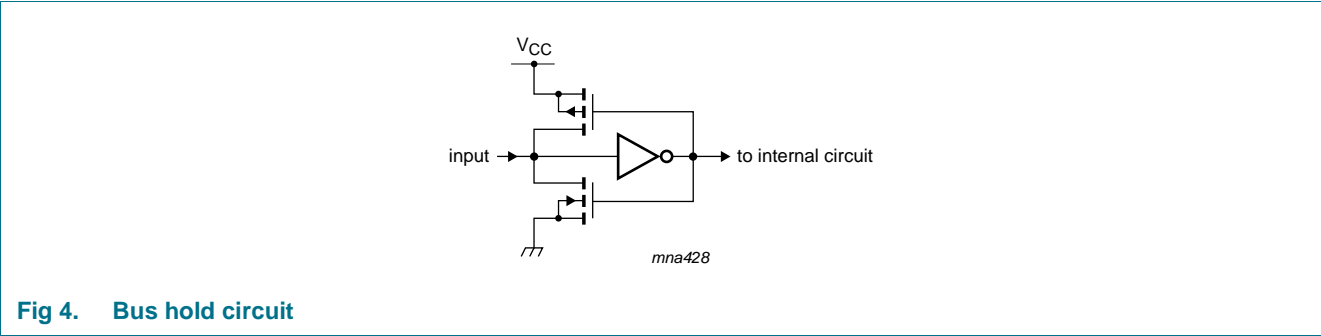 VCC
input
to internal circuit
mna428
Fig 4. Bus hold circuit